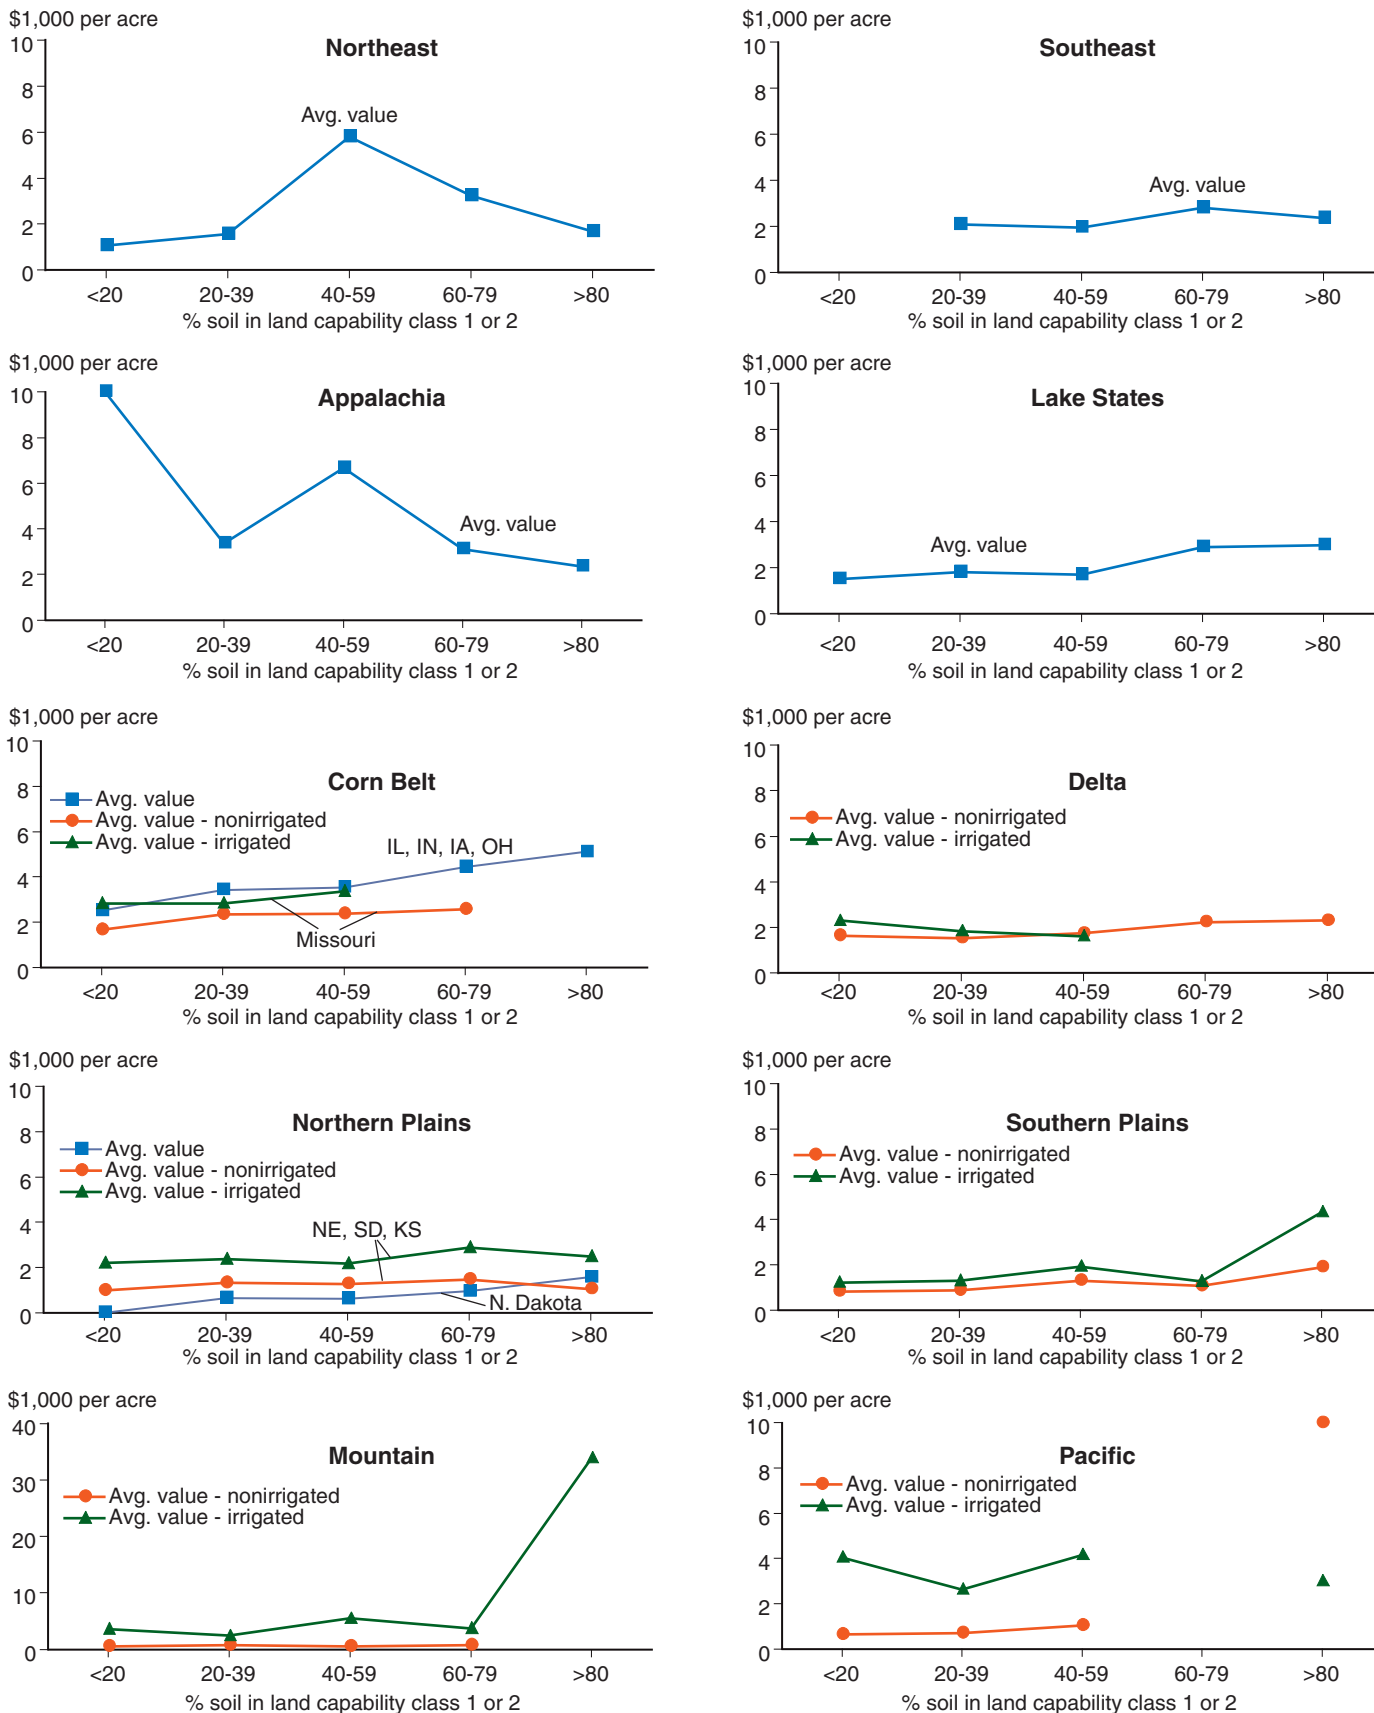 $1,000 per acre
Northeast
10
8
6
4
2
0
Avg. value
<20 20-39 40-59 60-79 >80
% soil in land capability class 1 or 2
$1,000 per acre
Southeast
10
8
6
4
2
0
Avg. value
<20 20-39 40-59 60-79 >80
% soil in land capability class 1 or 2
$1,000 per acre
Appalachia
10
8
6
4
2
0
Avg. value
<20 20-39 40-59 60-79 >80
% soil in land capability class 1 or 2
$1,000 per acre
Lake States
10
8
6
4
2
0
Avg. value
<20 20-39 40-59 60-79 >80
% soil in land capability class 1 or 2
$1,000 per acre
Corn Belt
10
8
6
4
2
0
Avg. value
Avg. value - nonirrigated
Avg. value - irrigated
IL, IN, IA, OH
Missouri
<20 20-39 40-59 60-79 >80
% soil in land capability class 1 or 2
$1,000 per acre
Delta
10
8
6
4
2
0
Avg. value - nonirrigated
Avg. value - irrigated
<20 20-39 40-59 60-79 >80
% soil in land capability class 1 or 2
$1,000 per acre
Northern Plains
10
8
6
4
2
0
Avg. value
Avg. value - nonirrigated
Avg. value - irrigated
NE, SD, KS
N. Dakota
<20 20-39 40-59 60-79 >80
% soil in land capability class 1 or 2
$1,000 per acre
Southern Plains
10
8
6
4
2
0
Avg. value - nonirrigated
Avg. value - irrigated
<20 20-39 40-59 60-79 >80
% soil in land capability class 1 or 2
$1,000 per acre
Mountain
40
30
20
10
0
Avg. value - nonirrigated
Avg. value - irrigated
<20 20-39 40-59 60-79 >80
% soil in land capability class 1 or 2
$1,000 per acre
Pacific
10
8
6
4
2
0
Avg. value - nonirrigated
Avg. value - irrigated
<20 20-39 40-59 60-79 >80
% soil in land capability class 1 or 2